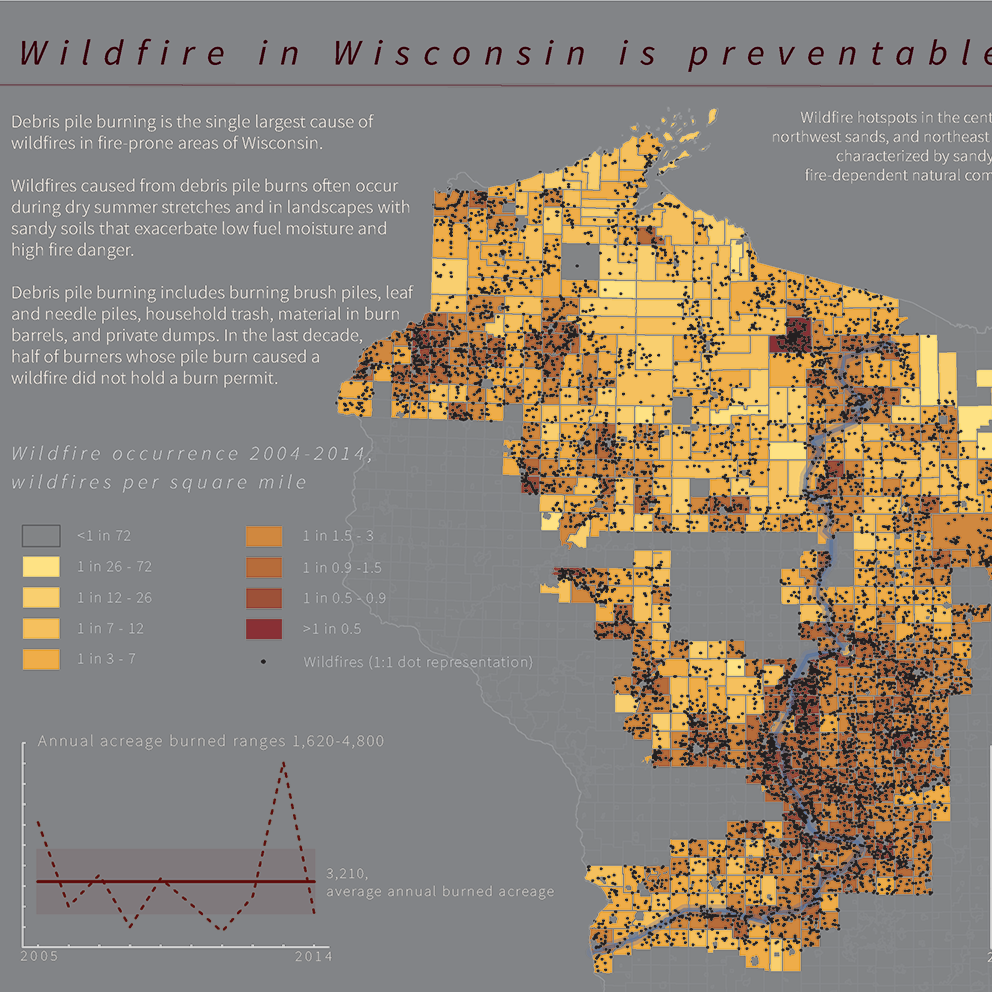 Wildfire in Wisconsin is preventable
Debris pile burning is the single largest cause of
wildfires in fire-prone areas of Wisconsin.
Wildfires caused from debris pile burns often occur
during dry summer stretches and in landscapes with
sandy soils that exacerbate low fuel moisture and
high fire danger.
Debris pile burning includes burning brush piles, leaf
and needle piles, household trash, material in burn
barrels, and private dumps. In the last decade,
half of burners whose pile burn caused a
wildfire did not hold a burn permit.
Wildfire hotspots in the cent
northwest sands, and northeast
characterized by sandy
fire-dependent natural com
Wildfire occurrence 2004-2014,
wildfires per square mile
<1 in 72
1 in 26 - 72
1 in 12 - 26
1 in 7 - 12
1 in 3 - 7
1 in 1.5 - 3
1 in 0.9 -1.5
1 in 0.5 - 0.9
>1 in 0.5
Wildfires (1:1 dot representation)
Annual acreage burned ranges 1,620-4,800
3,210,
average annual burned acreage
2005
2014
2